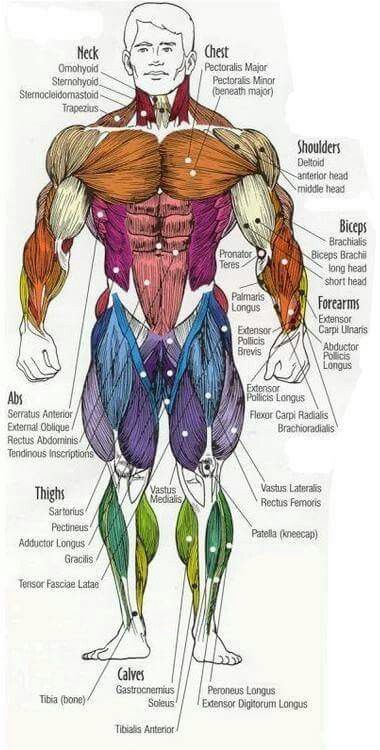 Neck
Omohyoid
Sternohyoid
Sternocleidomastoid
Trapezius
Chest
Pectoralis Major
Pectoralis Minor
(beneath major)
Shoulders
Deltoid
anterior head
middle head
Biceps
Brachialis
Biceps Brachii
long head
short head
Pronator
Teres
Palmaris
Longus
Forearms
Extensor
Carpi Ulnaris
Extensor
Pollicis
Brevis
Abductor
Pollicis
Longus
Extensor
Pollicis Longus
Flexor Carpi Radialis
Brachioradialis
Abs
Serratus Anterior
External Oblique
Rectus Abdominis
Tendinous Inscriptions
Thighs
Sartorius
Pectineus
Adductor Longus
Gracilis
Tensor Fasciae Latae
Vastus
Medialis
Vastus Lateralis
Rectus Femoris
Patella (kneecap)
Calves
Gastrocnemius
Soleus
Tibia (bone)
Tibialis Anterior
Peroneus Longus
Extensor Digitorum Longus